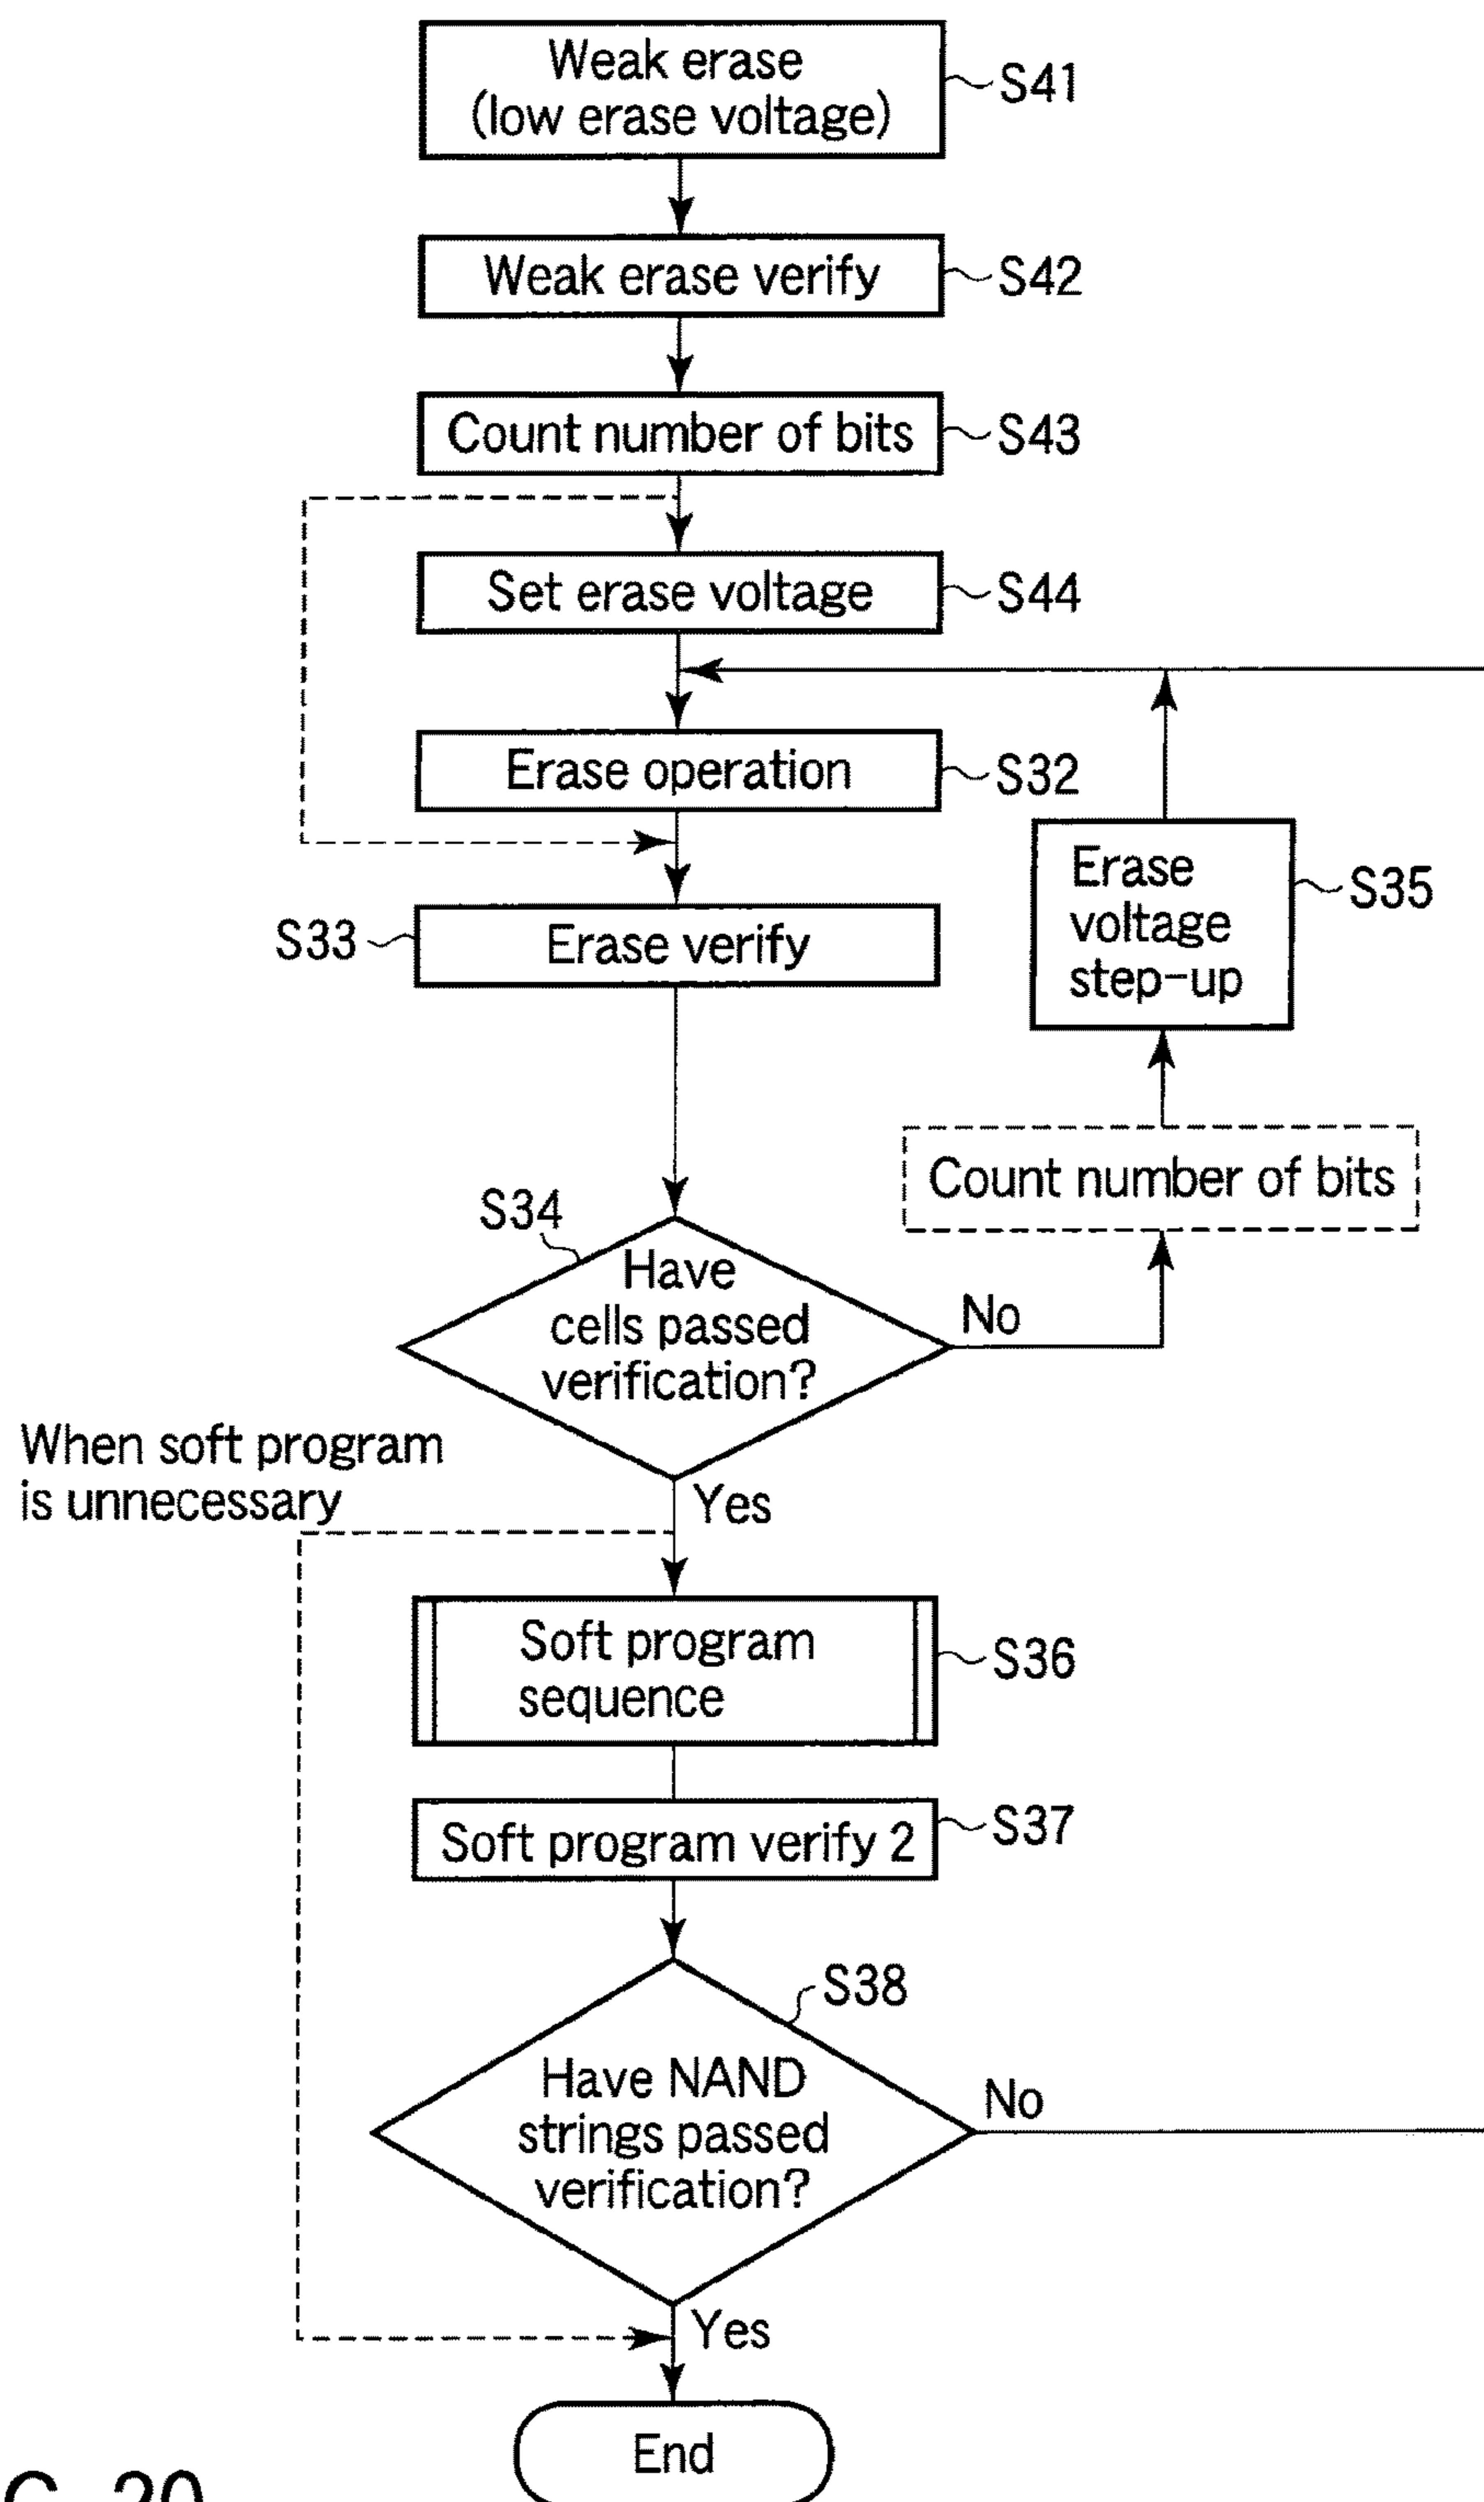 Weak erase
(low erase voltage)
S41
Weak erase verify
S42
Count number of bits
S43
Set erase voltage
S44
Erase operation
S32
Erase
voltage
step-up
S35
S33
Erase verify
Count number of bits
S34
Have
cells passed
verification?
No
When soft program
is unnecessary
Yes
Soft program
sequence
S36
Soft program verify 2
S37
S38
Have NAND
strings passed
verification?
No
Yes
End